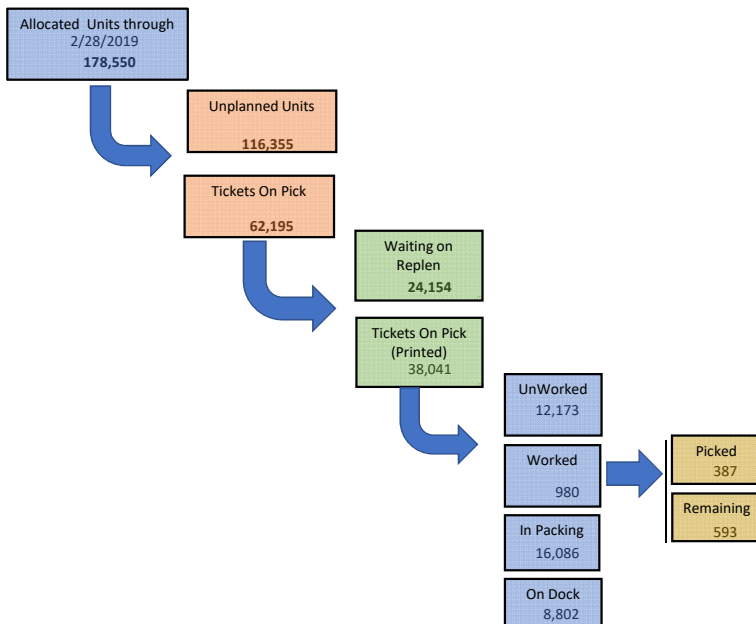 Allocated Units through
2/28/2019
178,550
Unplanned Units
116,355
Tickets On Pick
62,195
Waiting on
Replen
24,154
Tickets On Pick
(Printed)
38,041
UnWorked
12,173
Worked
980
Picked
387
Remaining
593
In Packing
16,086
On Dock
8,802